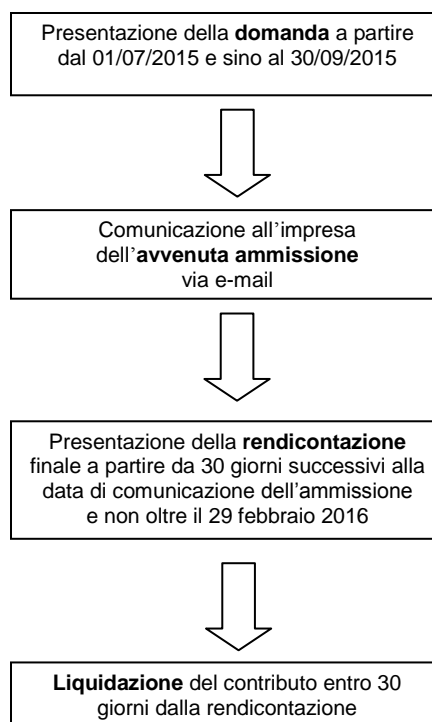 Presentazione della domanda a partire
dal 01/07/2015 e sino al 30/09/2015
Comunicazione all'impresa
dell'avvenuta ammissione
via e-mail
Presentazione della rendicontazione
finale a partire da 30 giorni successivi alla
data di comunicazione dell'ammissione
e non oltre il 29 febbraio 2016
Liquidazione del contributo entro 30
giorni dalla rendicontazione